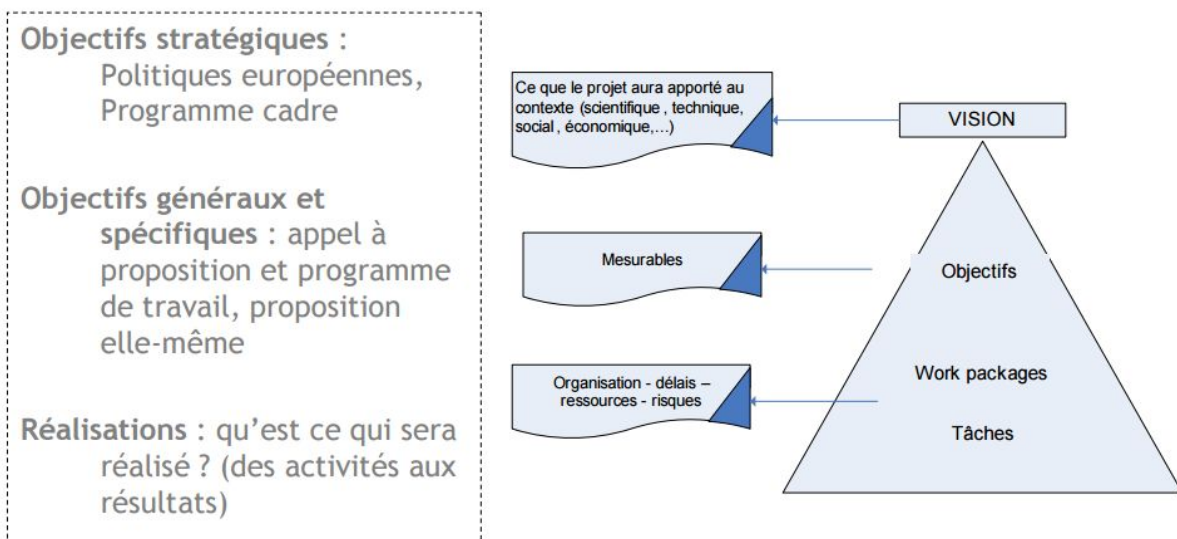 Objectifs stratégiques :
Politiques européennes,
Programme cadre
Objectifs généraux et
spécifiques : appel à
proposition et programme
de travail, proposition
elle-même
Réalisations : qu'est ce qui sera
réalisé ? (des activités aux
résultats)
Ce que le projet aura apporté au
contexte (scientifique , technique,
social , économique,…)
VISION
Mesurables
Objectifs
Organisation - délais –
ressources - risques
Work packages
Tâches